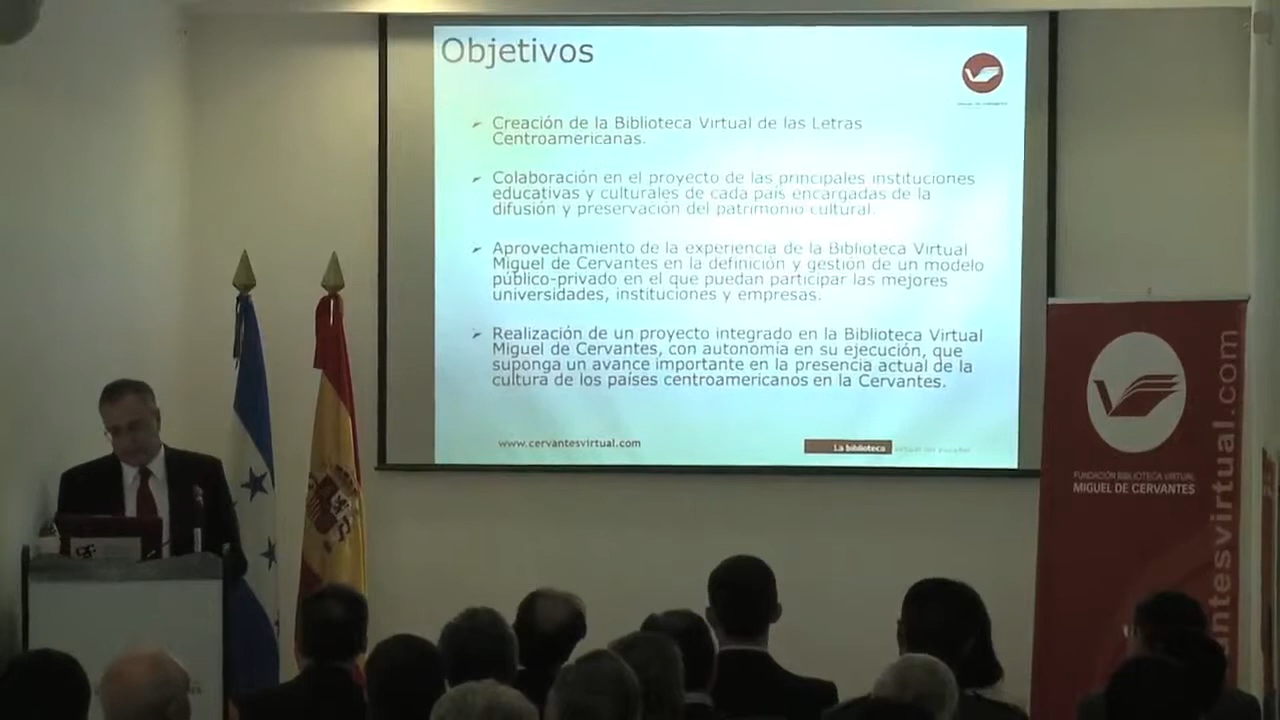 Objetivos
Creación de la Biblioteca Virtual de las Letras
Centroamericanas.
Colaboración en el proyecto de las principales instituciones
educativas y culturales de cada país encargadas de la
difusión y preservación del patrimonio cultural.
Aprovechamiento de la experiencia de la Biblioteca Virtual
Miguel de Cervantes en la definición y gestión de un modelo
público-privado en el que puedan participar las mejores
universidades, instituciones y empresas.
Realización de un proyecto integrado en la Biblioteca Virtual
Miguel de Cervantes, con autonomía en su ejecución, que
suponga un avance importante en la presencia actual de la
cultura de los países centroamericanos en la Cervantes.
www.cervantesvirtual.com
La biblioteca
FUNDACIÓN BIBLIOTECA VIRTUAL
MIGUEL DE CERVANTES
ntesvirtual.com